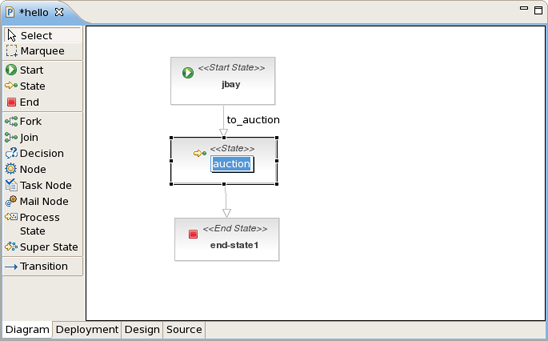 *hello
Select
Marquee
Start
State
End
Fork
Join
Decision
Node
Task Node
Mail Node
Process
State
Super State
Transition
<<Start State>>
jbay
to_auction
<<State>>
auction
<<End State>>
end-state1
Diagram Deployment Design Source